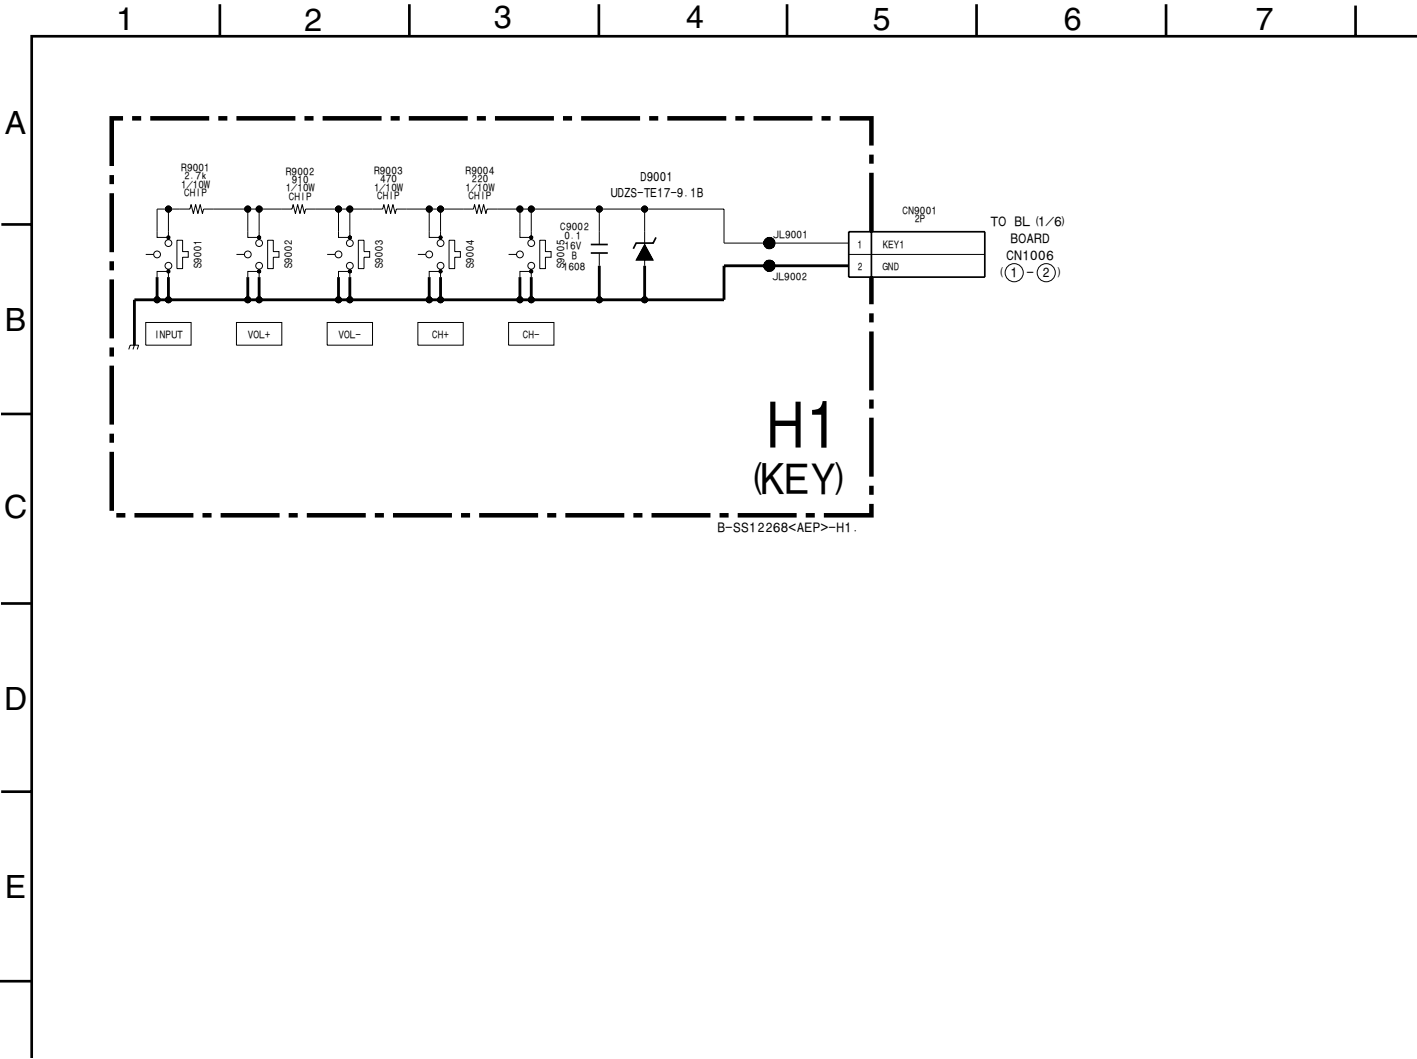 1 2 3 4 5 6 7
A
B
C
D
E
R9001
2.7k
1/10W
CHIP
R9002
910
1/10W
CHIP
R9003
470
1/10W
CHIP
R9004
220
1/10W
CHIP
D9001
UDZS-TE17-9.1B
S9001
S9002
S9003
S9004
S9005
C9002
0.1
16V
B
1608
JL9001
JL9002
CN9001
2P
1 KEY1
2 GND
TO BL (1/6)
BOARD
CN1006
(①-②)
INPUT
VOL+
VOL-
CH+
CH-
H1
(KEY)
B-SS12268<AEP>-H1.